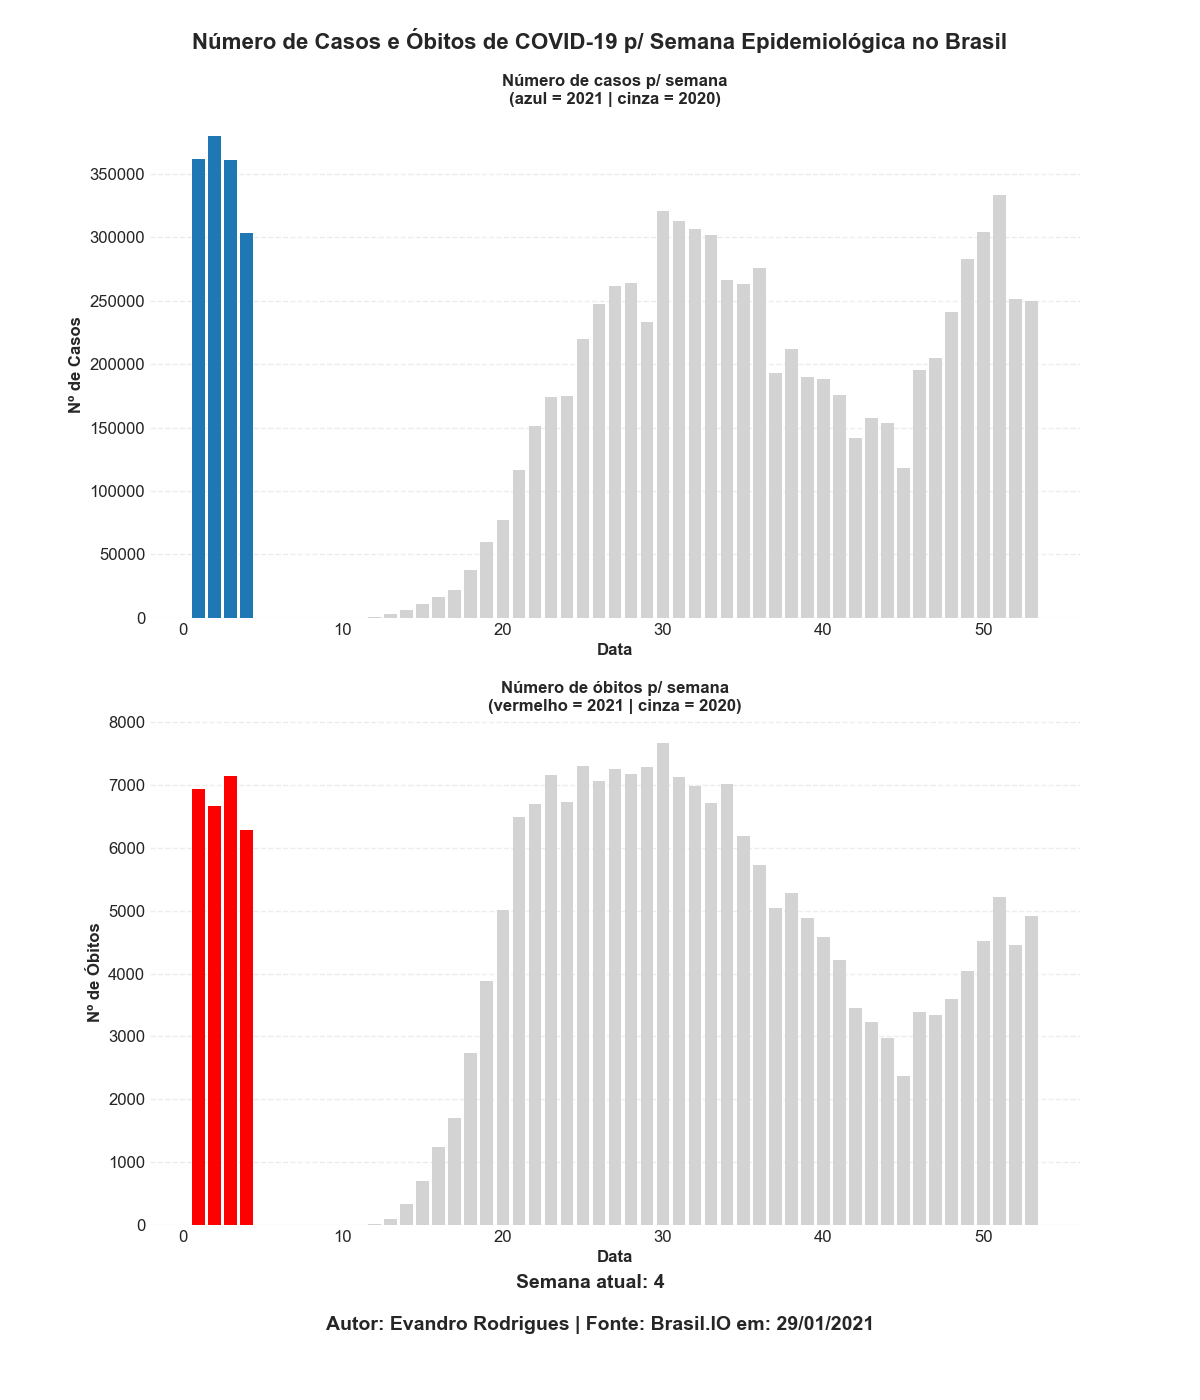 Número de Casos e Óbitos de COVID-19 p/ Semana Epidemiológica no Brasil
Número de casos p/ semana
(azul = 2021 | cinza = 2020)
350000
300000
250000
200000
150000
100000
50000
0
Nº de Casos
0 10 20 30 40 50
Data
Número de óbitos p/ semana
(vermelho = 2021 | cinza = 2020)
8000
7000
6000
5000
4000
3000
2000
1000
0
Nº de Óbitos
0 10 20 30 40 50
Data
Semana atual: 4
Autor: Evandro Rodrigues | Fonte: Brasil.IO em: 29/01/2021